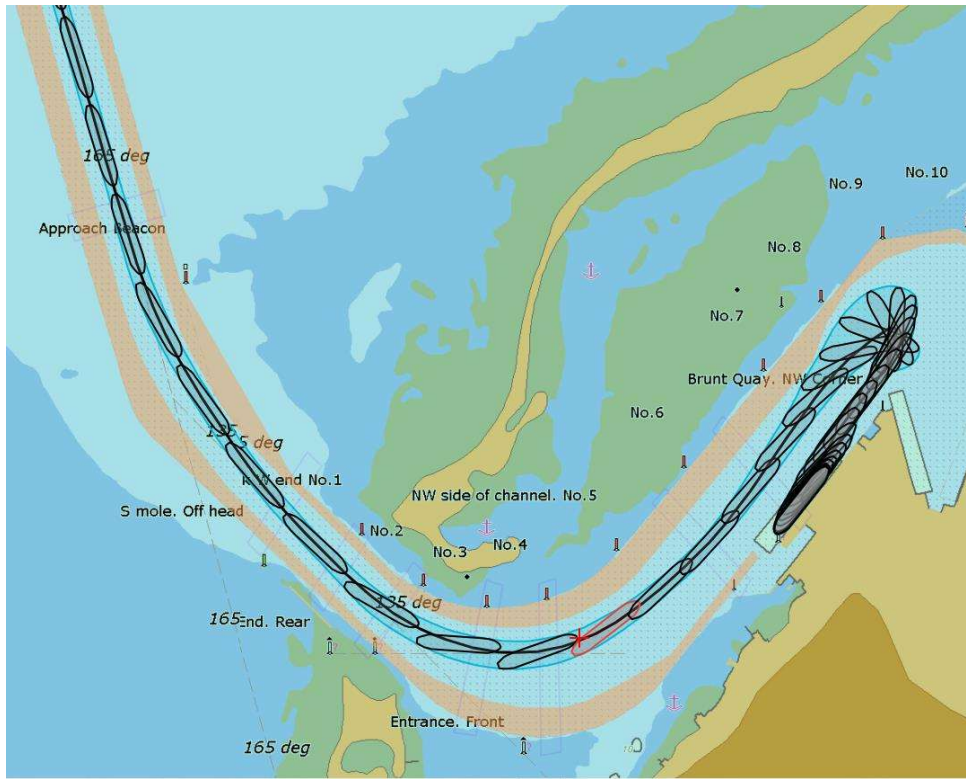 165 deg
Approach Beacon
No.9
No.10
No.8
No.7
Brunt Quay. NW Corner
No.6
135
5 deg
W end No.1
NW side of channel. No.5
S mole. Off head
No.2
No.3
No.4
135 deg
165
End. Rear
Entrance. Front
165 deg